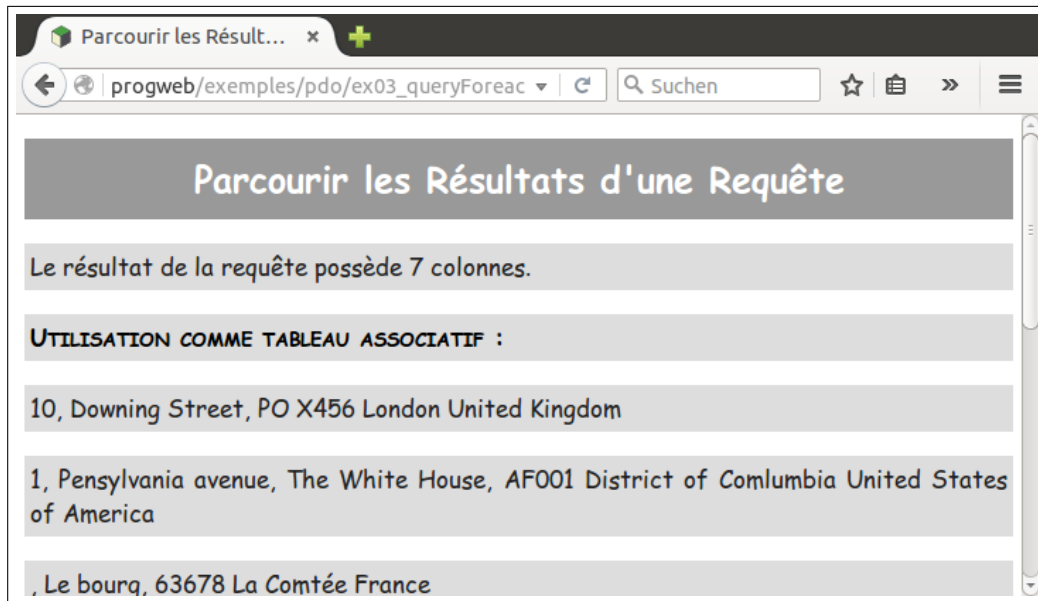 Parcourir les Résult...
progweb/exemples/pdo/ex03_queryForeac
Suchen
Parcourir les Résultats d'une Requête
Le résultat de la requête possède 7 colonnes.
UTILISATION COMME TABLEAU ASSOCIATIF :
10, Downing Street, PO X456 London United Kingdom
1, Pensylvania avenue, The White House, AF001 District of Comlumbia United States
of America
, Le bourg, 63678 La Comtée France